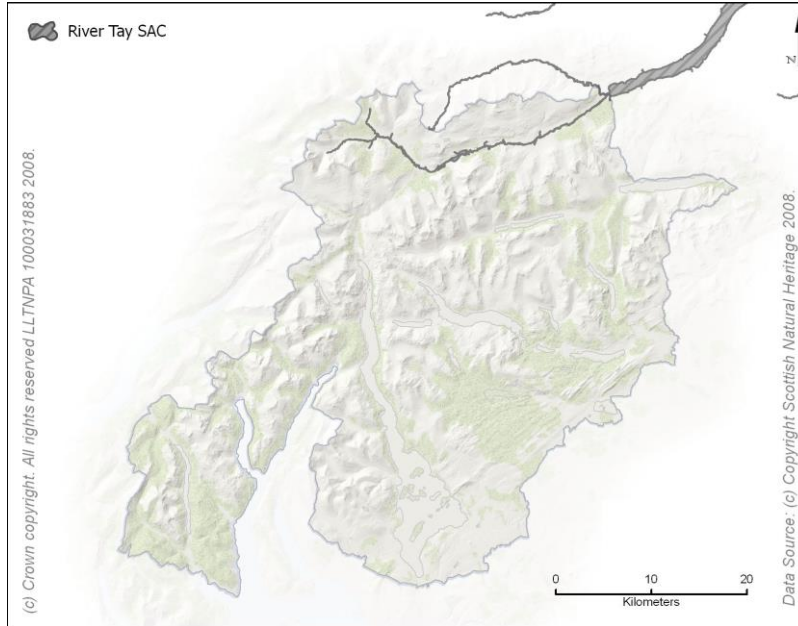 River Tay SAC
(c) Crown copyright. All rights reserved LLTNPA 100031883 2008.
N
Data Source: (c) Copyright Scottish Natural Heritage 2008.
0 10 20
Kilometers